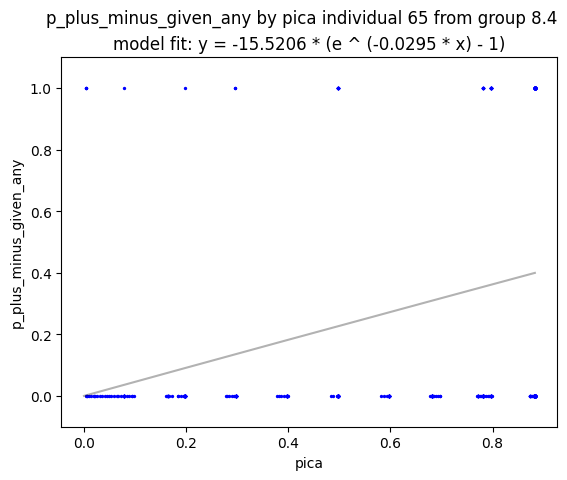 p_plus_minus_given_any by pica individual 65 from group 8.4
model fit: y = -15.5206 * (e ^ (-0.0295 * x) - 1)
p_plus_minus_given_any
1.0
0.8
0.6
0.4
0.2
0.0
0.0 0.2 0.4 0.6 0.8
pica